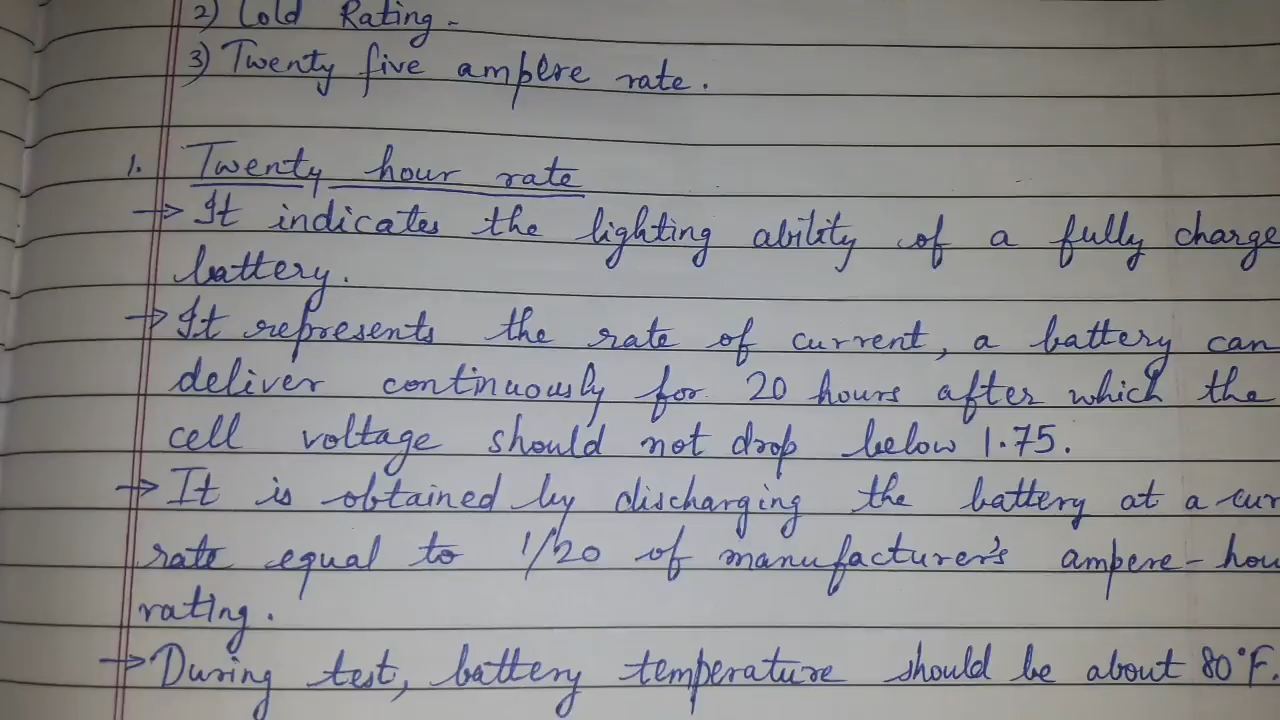 2) Cold Rating -
3) Twenty five ampere rate.
1. Twenty hour rate
→ It indicates the lighting ability of a fully charge
battery.
→ It represents the rate of current, a battery can
deliver continuously for 20 hours after which the
cell voltage should not drop below 1.75.
→ It is obtained by discharging the battery at a cur
rate equal to 1/20 of manufacturer's ampere - hou
rating.
→ During test, battery temperature should be about 80°F.